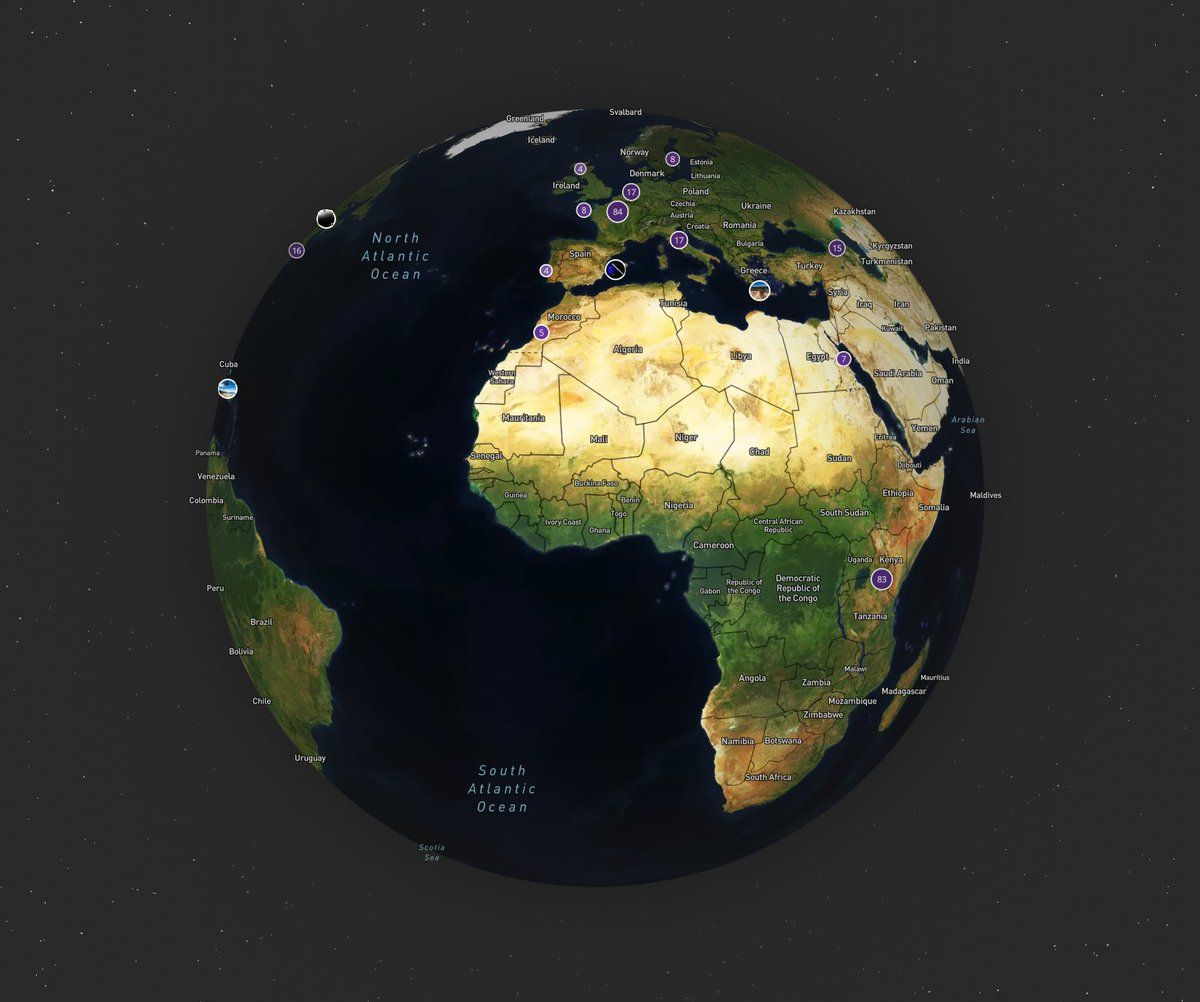 Svalbard
Greenland
Iceland
Norway
8
Estonia
4
Denmark
Lithuania
Ireland
17
Poland
Czechia
Ukraine
8
84
Austria
Kazakhstan
Croatia
Romania
16
North
Atlantic
Ocean
17
Bulgaria
15
Kyrgyzstan
Spain
Turkmenistan
4
Greece
Turkey
Syria
Tunisia
Iraq
Iran
Morocco
5
Kuwait
Pakistan
Algeria
Libya
Egypt
7
India
Cuba
Western
Sahara
Saudi Arabia
Oman
Mauritania
Arabian
Sea
Yemen
Mali
Niger
Eritrea
Panama
Senegal
Chad
Sudan
Djibouti
Venezuela
Burkina Faso
Guinea
Benin
Ethiopia
Maldives
Colombia
Nigeria
Somalia
Suriname
Togo
South Sudan
Ivory Coast
Ghana
Central African
Republic
Cameroon
Uganda
Kenya
Peru
Gabon
Republic of
the Congo
Democratic
Republic of
the Congo
83
Brazil
Tanzania
Bolivia
Malawi
Angola
Zambia
Mauritius
Madagascar
Chile
Mozambique
Zimbabwe
Namibia
Botswana
Uruguay
South
Atlantic
Ocean
South Africa
Scotia
Sea